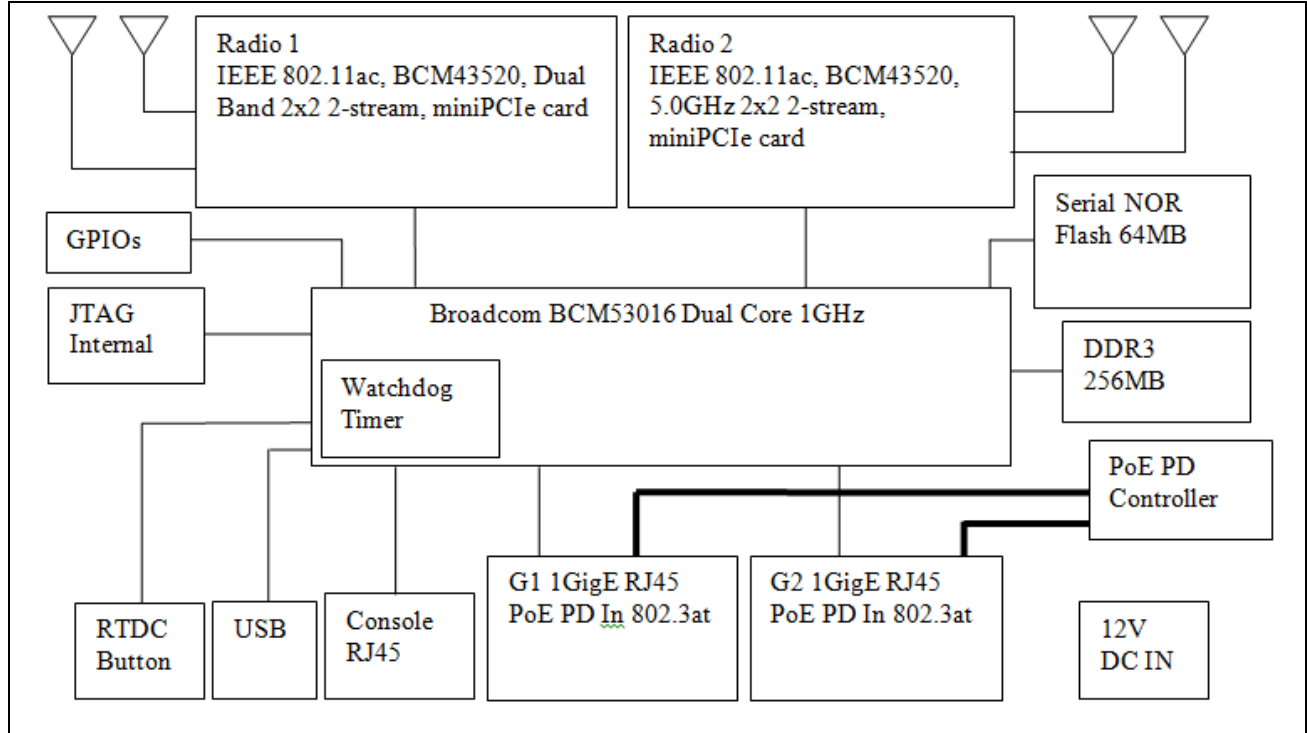 Radio 1
IEEE 802.11ac, BCM43520, Dual
Band 2x2 2-stream, miniPCIe card
Radio 2
IEEE 802.11ac, BCM43520,
5.0GHz 2x2 2-stream,
miniPCIe card
Serial NOR
Flash 64MB
GPIOs
JTAG
Internal
Broadcom BCM53016 Dual Core 1GHz
Watchdog
Timer
DDR3
256MB
PoE PD
Controller
RTDC
Button
USB
Console
RJ45
G1 1GigE RJ45
PoE PD In 802.3at
G2 1GigE RJ45
PoE PD In 802.3at
12V
DC IN